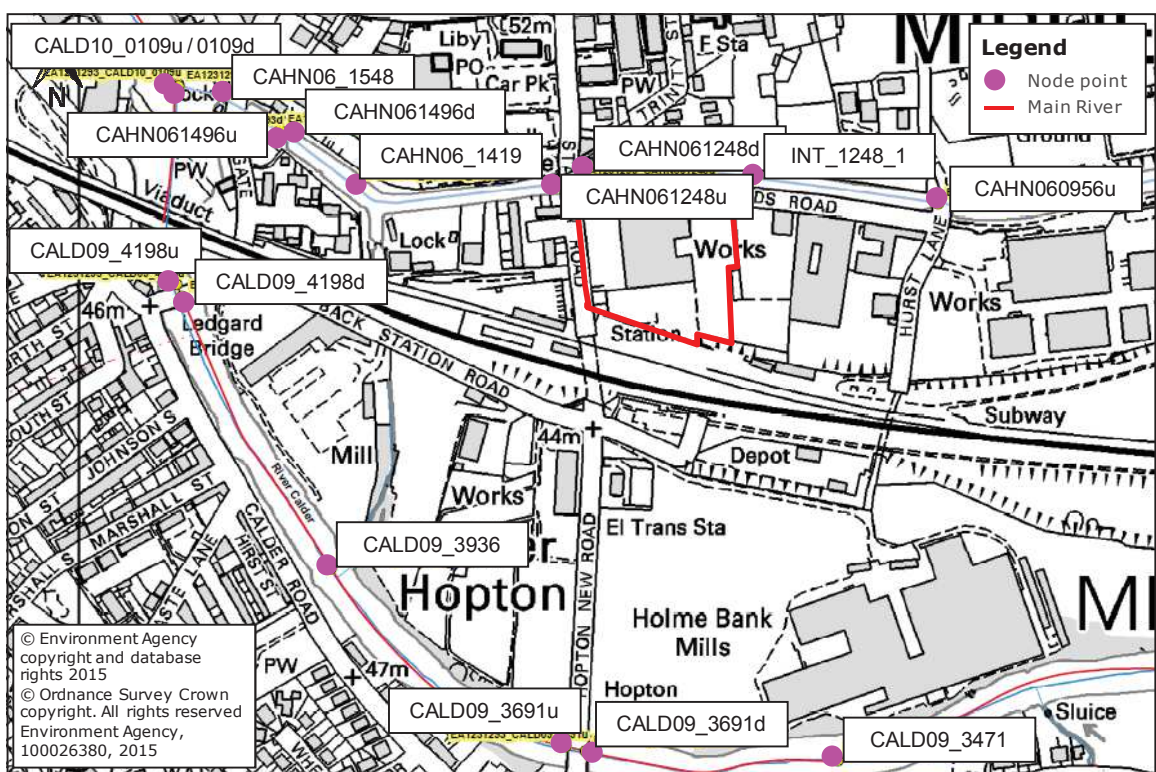 CALD10_0109u / 0109d
CAHN06_1548
CAHN061496u
CAHN061496d
CAHN06_1419
CAHN061248d
INT_1248_1
CAHN061248u
CAHN060956u
CALD09_4198u
CALD09_4198d
CALD09_3936
CALD09_3691u
CALD09_3691d
CALD09_3471
Legend
Node point
Main River
N
Liby
PO
52m
Car Pk
F Sta
PW
TRINITY ST
PW
Viaduct
Lock
ROAD
Works
HURST LANE
Works
Station
Subway
46m
Ledgard
Bridge
BACK STATION ROAD
44m
Depot
Mill
Works
El Trans Sta
River Calder
JOHNSON S
MARSHALL S
CALDER ROAD
HIRST ST
Hopton
HOPTON NEW ROAD
Holme Bank
Mills
Hopton
PW
47m
Sluice
© Environment Agency
copyright and database
rights 2015
© Ordnance Survey Crown
copyright. All rights reserved
Environment Agency,
100026380, 2015